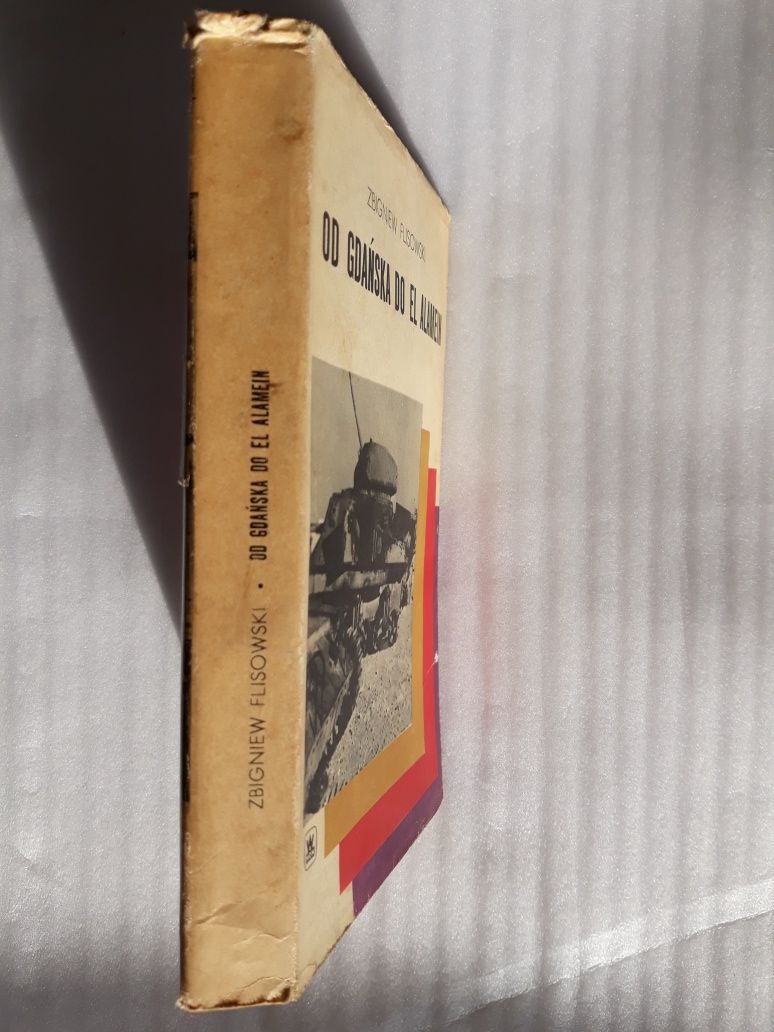 ZBIGNIEW FLISOWSKI
OD GDAŃSKA DO EL ALAMEIN
ZBIGNIEW FLISOWSKI • OD GDAŃSKA DO EL ALAMEIN